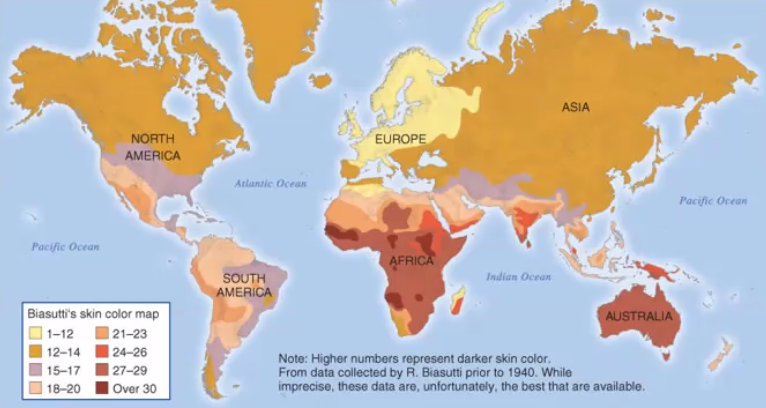 ASIA
EUROPE
NORTH
AMERICA
Atlantic Ocean
Pacific Ocean
Pacific Ocean
AFRICA
Indian Ocean
SOUTH
AMERICA
AUSTRALIA
Biasutti's skin color map
1–12
21–23
12–14
24–26
15–17
27–29
18–20
Over 30
Note: Higher numbers represent darker skin color.
From data collected by R. Biasutti prior to 1940. While
imprecise, these data are, unfortunately, the best that are available.